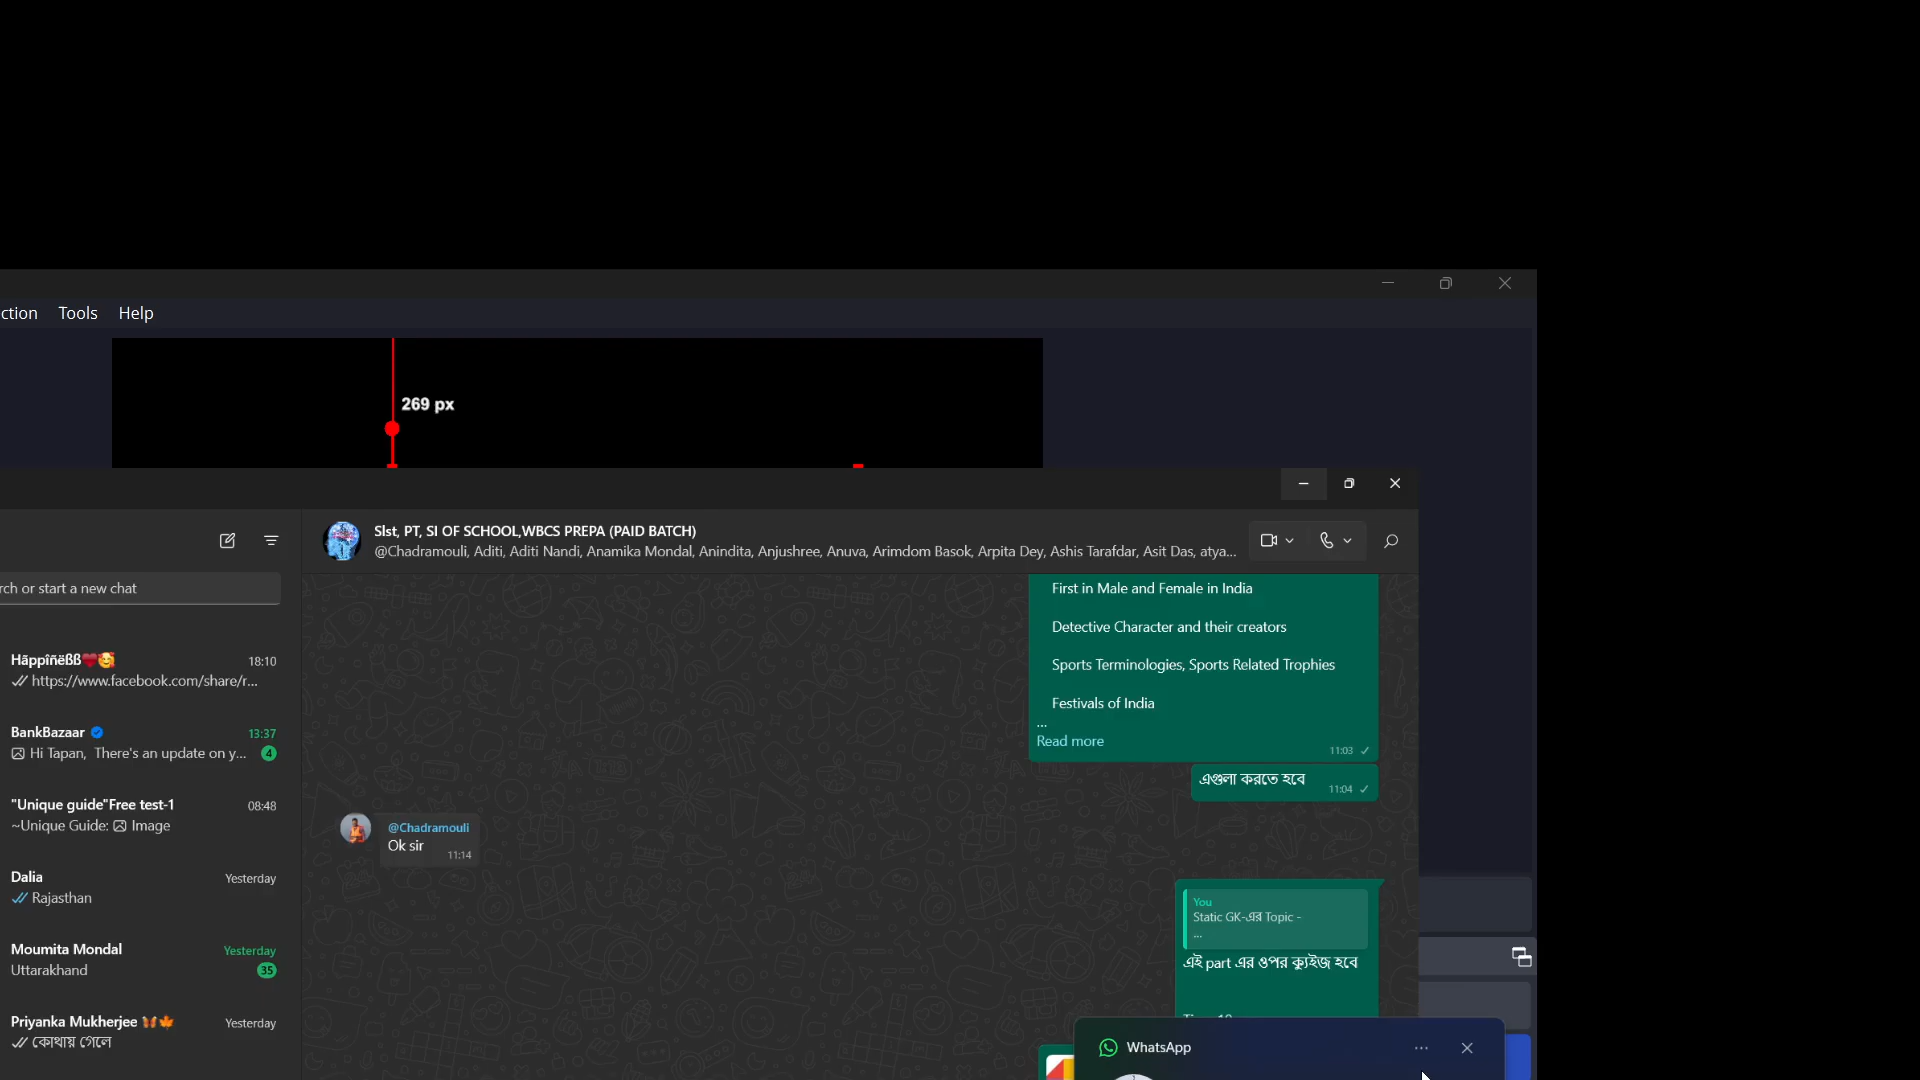 ction Tools Help
269 px
Slst, PT, SI OF SCHOOL,WBCS PREPA (PAID BATCH)
@Chadramouli, Aditi, Aditi Nandi, Anamika Mondal, Anindita, Anjushree, Anuva, Arimdom Basok, Arpita Dey, Ashis Tarafdar, Asit Das, atya...
rch or start a new chat
Hãppîñëßß❤️🥰 18:10
https://www.facebook.com/share/r...
BankBazaar 13:37
Hi Tapan, There's an update on y... 4
"Unique guide"Free test-1 08:48
~Unique Guide: Image
Dalia Yesterday
Rajasthan
Moumita Mondal Yesterday
Uttarakhand 35
Priyanka Mukherjee 🦋🍁 Yesterday
কোথায় গেলে
First in Male and Female in India
Detective Character and their creators
Sports Terminologies, Sports Related Trophies
Festivals of India
...
Read more
11:03
এগুলা করতে হবে
11:04
@Chadramouli
Ok sir
11:14
You
Static GK-এর Topic -
...
এই part এর ওপর ক্যুইজ হবে
WhatsApp